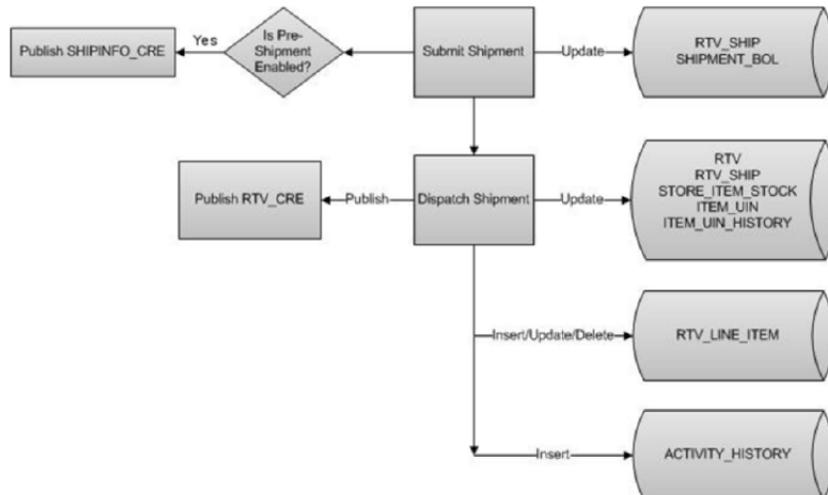 Publish SHIPINFO_CRE
Yes
Is Pre-
Shipment
Enabled?
Submit Shipment
Update
RTV_SHIP
SHIPMENT_BOL
Publish RTV_CRE
Publish
Dispatch Shipment
Update
RTV
RTV_SHIP
STORE_ITEM_STOCK
ITEM_UIN
ITEM_UIN_HISTORY
Insert/Update/Delete
RTV_LINE_ITEM
Insert
ACTIVITY_HISTORY